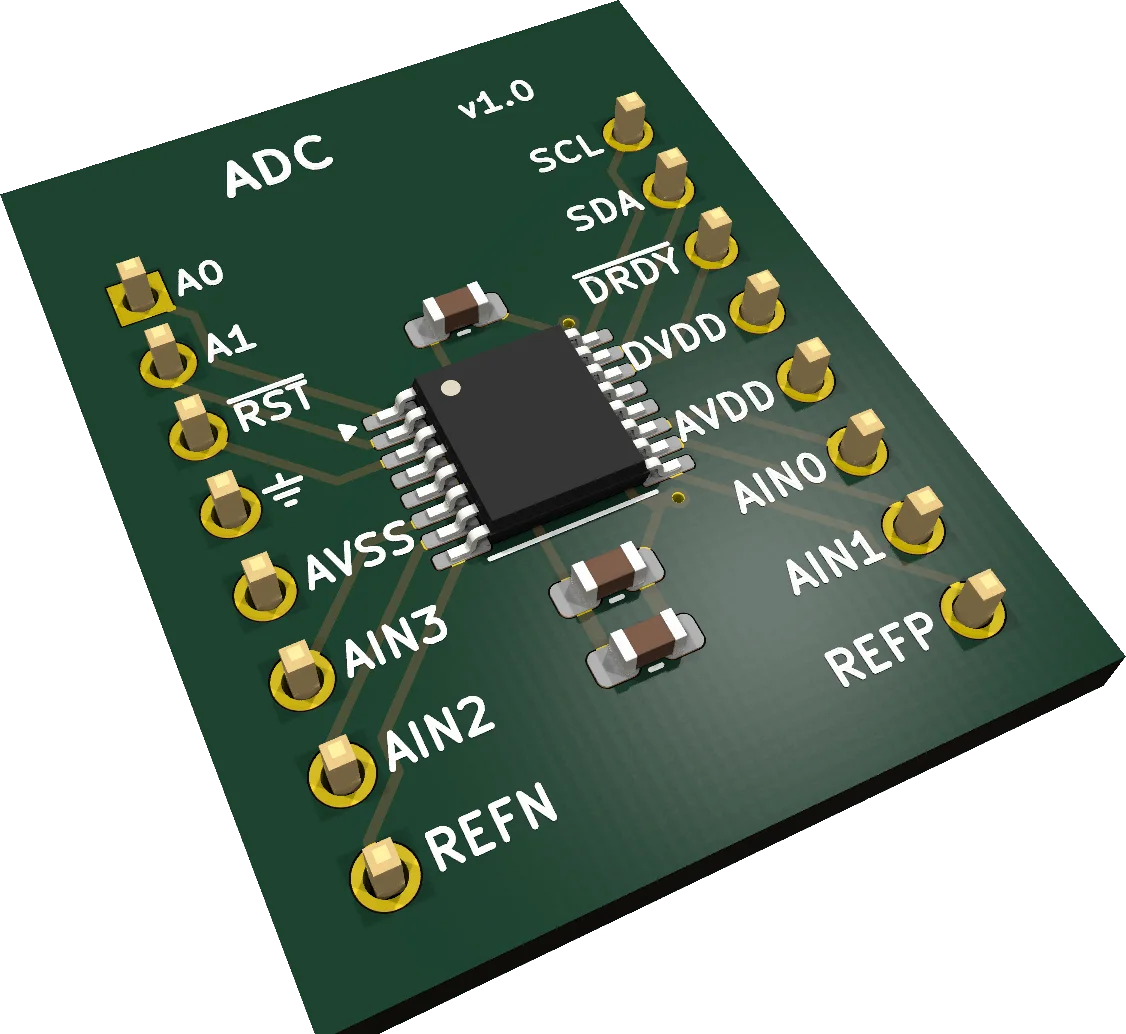 v1.0
ADC
SCL
SDA
DRDY
DVDD
AVDD
AIN0
AIN1
REFP
A0
A1
RST
AVSS
AIN3
AIN2
REFN